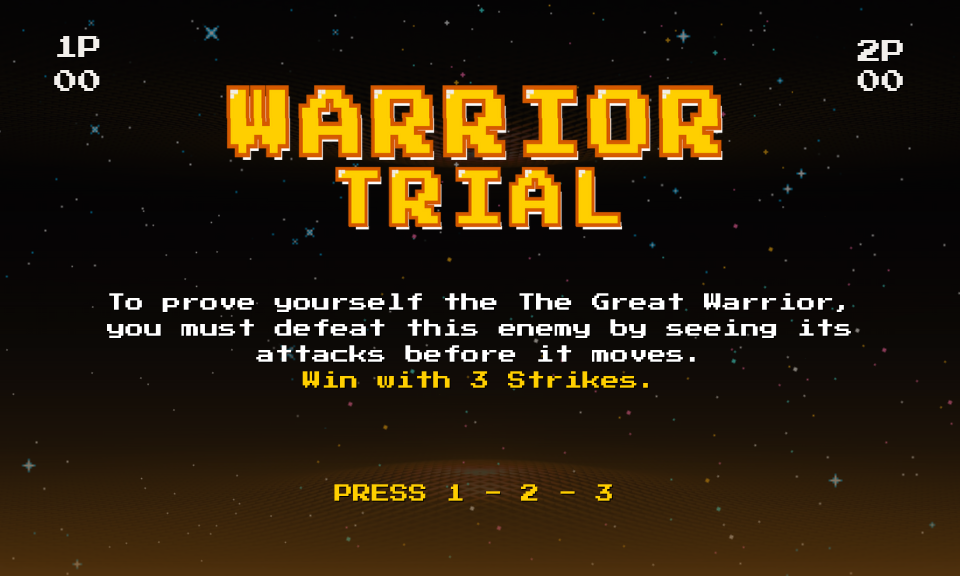 1P
00
2P
00
WARRIOR
TRIAL
To prove yourself the The Great Warrior,
you must defeat this enemy by seeing its
attacks before it moves.
Win with 3 Strikes.
PRESS 1 - 2 - 3